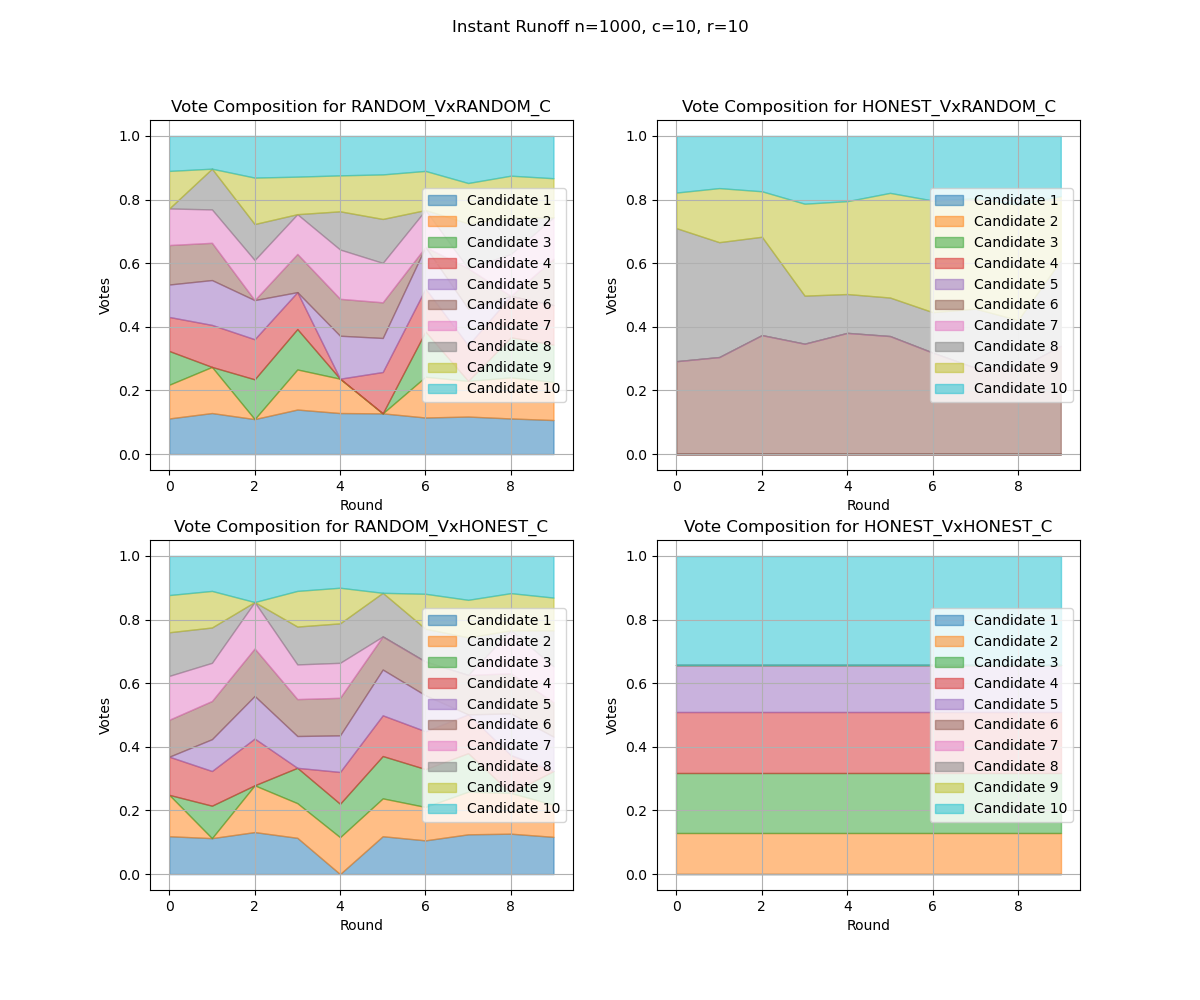 Instant Runoff n=1000, c=10, r=10
Vote Composition for RANDOM_VxRANDOM_C
1.0
0.8
0.6
0.4
0.2
0.0
Votes
0 2 4 6 8
Round
Candidate 1
Candidate 2
Candidate 3
Candidate 4
Candidate 5
Candidate 6
Candidate 7
Candidate 8
Candidate 9
Candidate 10
Vote Composition for HONEST_VxRANDOM_C
1.0
0.8
0.6
0.4
0.2
0.0
Votes
0 2 4 6 8
Round
Candidate 1
Candidate 2
Candidate 3
Candidate 4
Candidate 5
Candidate 6
Candidate 7
Candidate 8
Candidate 9
Candidate 10
Vote Composition for RANDOM_VxHONEST_C
1.0
0.8
0.6
0.4
0.2
0.0
Votes
0 2 4 6 8
Round
Candidate 1
Candidate 2
Candidate 3
Candidate 4
Candidate 5
Candidate 6
Candidate 7
Candidate 8
Candidate 9
Candidate 10
Vote Composition for HONEST_VxHONEST_C
1.0
0.8
0.6
0.4
0.2
0.0
Votes
0 2 4 6 8
Round
Candidate 1
Candidate 2
Candidate 3
Candidate 4
Candidate 5
Candidate 6
Candidate 7
Candidate 8
Candidate 9
Candidate 10